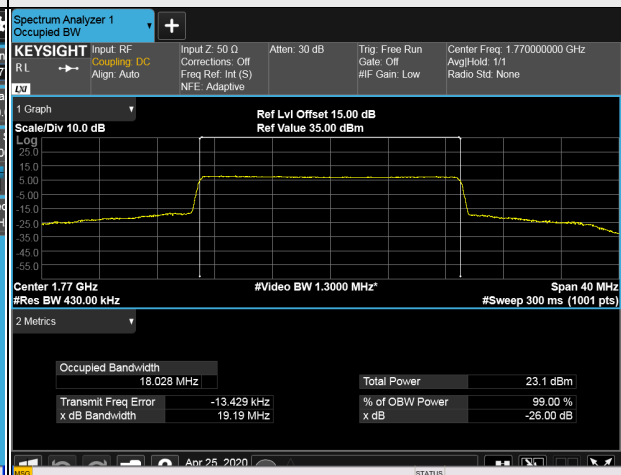 Spectrum Analyzer 1
Occupied BW
+
KEYSIGHT Input: RF Input Z: 50 Ω Atten: 30 dB Trig: Free Run Center Freq: 1.770000000 GHz
RL Coupling: DC Corrections: Off Gate: Off Avg|Hold: 1/1
Align: Auto Freq Ref: Int (S) #IF Gain: Low Radio Std: None
LXI NFE: Adaptive
1 Graph
Ref Lvl Offset 15.00 dB
Scale/Div 10.0 dB Ref Value 35.00 dBm
Log
25.0
15.0
5.00
-5.00
-15.0
-25.0
-35.0
-45.0
-55.0
Center 1.77 GHz #Video BW 1.3000 MHz* Span 40 MHz
#Res BW 430.00 kHz #Sweep 300 ms (1001 pts)
2 Metrics
Occupied Bandwidth
18.028 MHz Total Power 23.1 dBm
Transmit Freq Error -13.429 kHz % of OBW Power 99.00 %
x dB Bandwidth 19.19 MHz x dB -26.00 dB
Apr 25, 2020
MSG STATUS